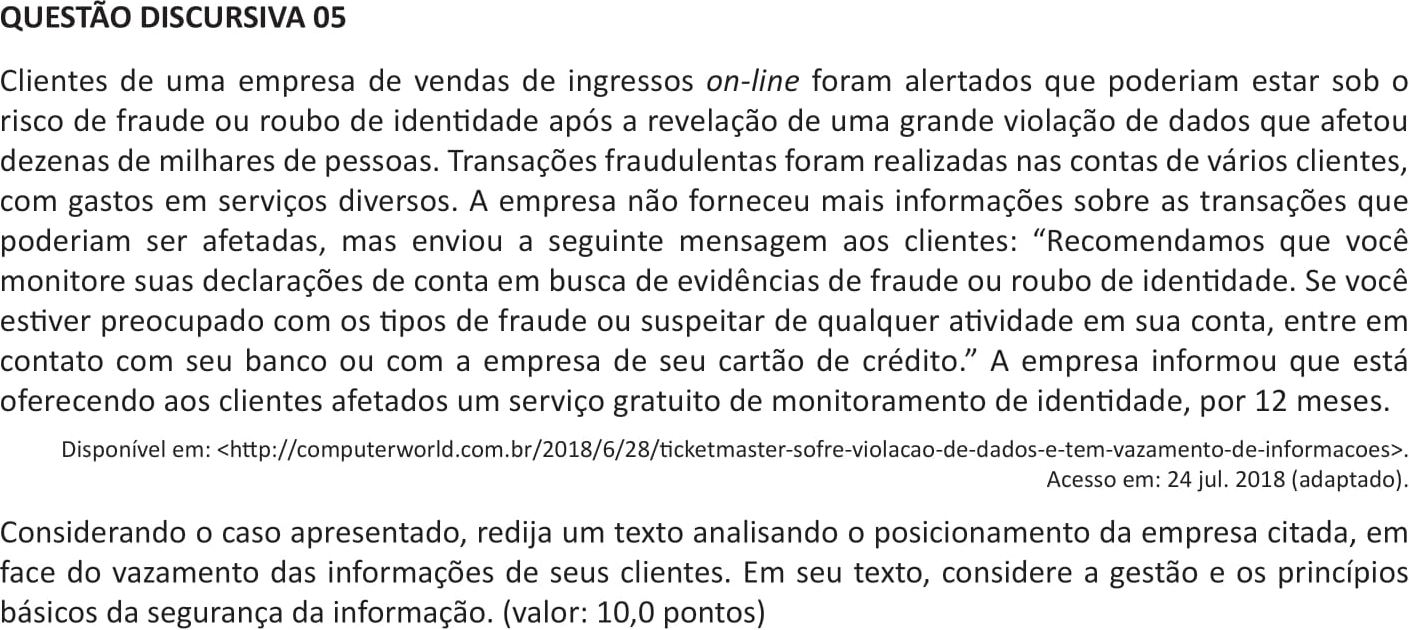 QUESTÃO DISCURSIVA 05
Clientes de uma empresa de vendas de ingressos on-line foram alertados que poderiam estar sob o
risco de fraude ou roubo de identidade após a revelação de uma grande violação de dados que afetou
dezenas de milhares de pessoas. Transações fraudulentas foram realizadas nas contas de vários clientes,
com gastos em serviços diversos. A empresa não forneceu mais informações sobre as transações que
poderiam ser afetadas, mas enviou a seguinte mensagem aos clientes: “Recomendamos que você
monitore suas declarações de conta em busca de evidências de fraude ou roubo de identidade. Se você
estiver preocupado com os tipos de fraude ou suspeitar de qualquer atividade em sua conta, entre em
contato com seu banco ou com a empresa de seu cartão de crédito.” A empresa informou que está
oferecendo aos clientes afetados um serviço gratuito de monitoramento de identidade, por 12 meses.
Disponível em: <http://computerworld.com.br/2018/6/28/ticketmaster-sofre-violacao-de-dados-e-tem-vazamento-de-informacoes>.
Acesso em: 24 jul. 2018 (adaptado).
Considerando o caso apresentado, redija um texto analisando o posicionamento da empresa citada, em
face do vazamento das informações de seus clientes. Em seu texto, considere a gestão e os princípios
básicos da segurança da informação. (valor: 10,0 pontos)